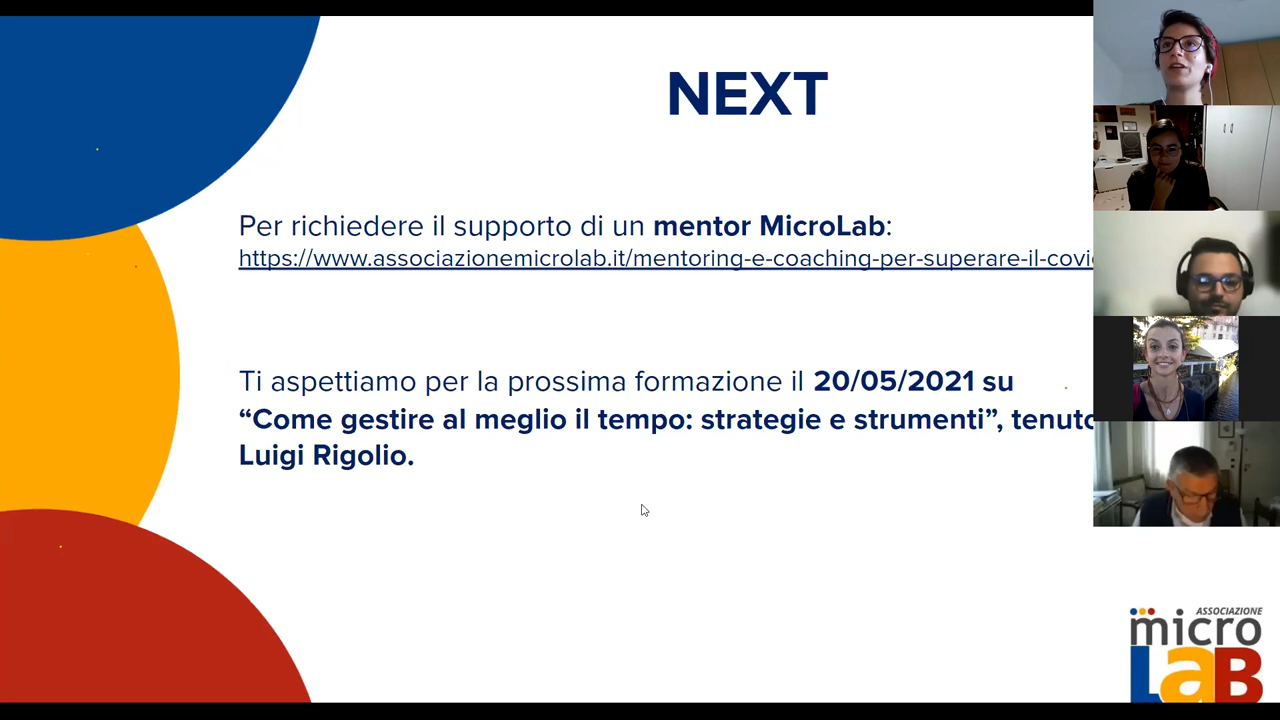 NEXT
Per richiedere il supporto di un mentor MicroLab:
https://www.associazionemicrolab.it/mentoring-e-coaching-per-superare-il-covi
Ti aspettiamo per la prossima formazione il 20/05/2021 su
“Come gestire al meglio il tempo: strategie e strumenti”, tenuto
Luigi Rigolio.
ASSOCIAZIONE
micro
LaB